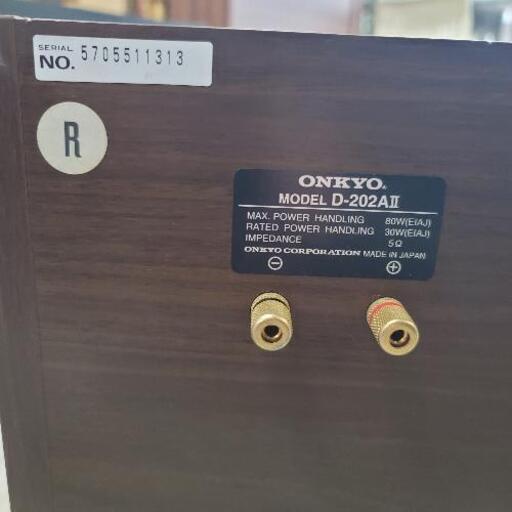 SERIAL NO. 5705511313
R
ONKYO.
MODEL D-202AII
MAX. POWER HANDLING 80W(EIAJ)
RATED POWER HANDLING 30W(EIAJ)
IMPEDANCE 5Ω
ONKYO CORPORATION MADE IN JAPAN
⊖ ⊕